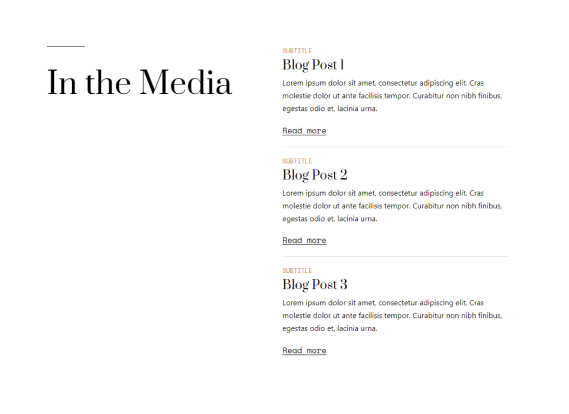 In the Media
SUBTITLE
Blog Post 1
Lorem ipsum dolor sit amet, consectetur adipiscing elit. Cras
molestie dolor ut ante facilisis tempor. Curabitur non nibh finibus,
egestas odio et, lacinia urna.
Read more
SUBTITLE
Blog Post 2
Lorem ipsum dolor sit amet, consectetur adipiscing elit. Cras
molestie dolor ut ante facilisis tempor. Curabitur non nibh finibus,
egestas odio et, lacinia urna.
Read more
SUBTITLE
Blog Post 3
Lorem ipsum dolor sit amet, consectetur adipiscing elit. Cras
molestie dolor ut ante facilisis tempor. Curabitur non nibh finibus,
egestas odio et, lacinia urna.
Read more